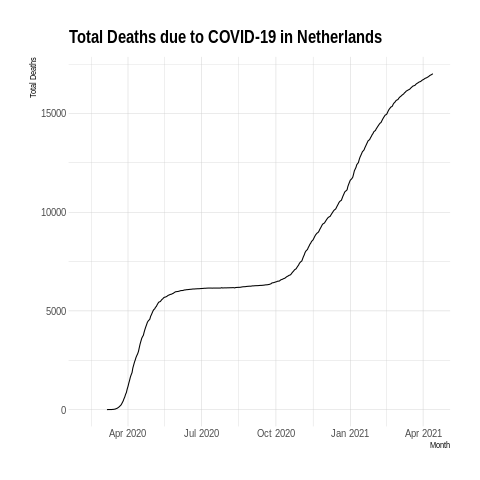 Total Deaths due to COVID-19 in Netherlands
Total Deaths
15000
10000
5000
0
Apr 2020 Jul 2020 Oct 2020 Jan 2021 Apr 2021
Month